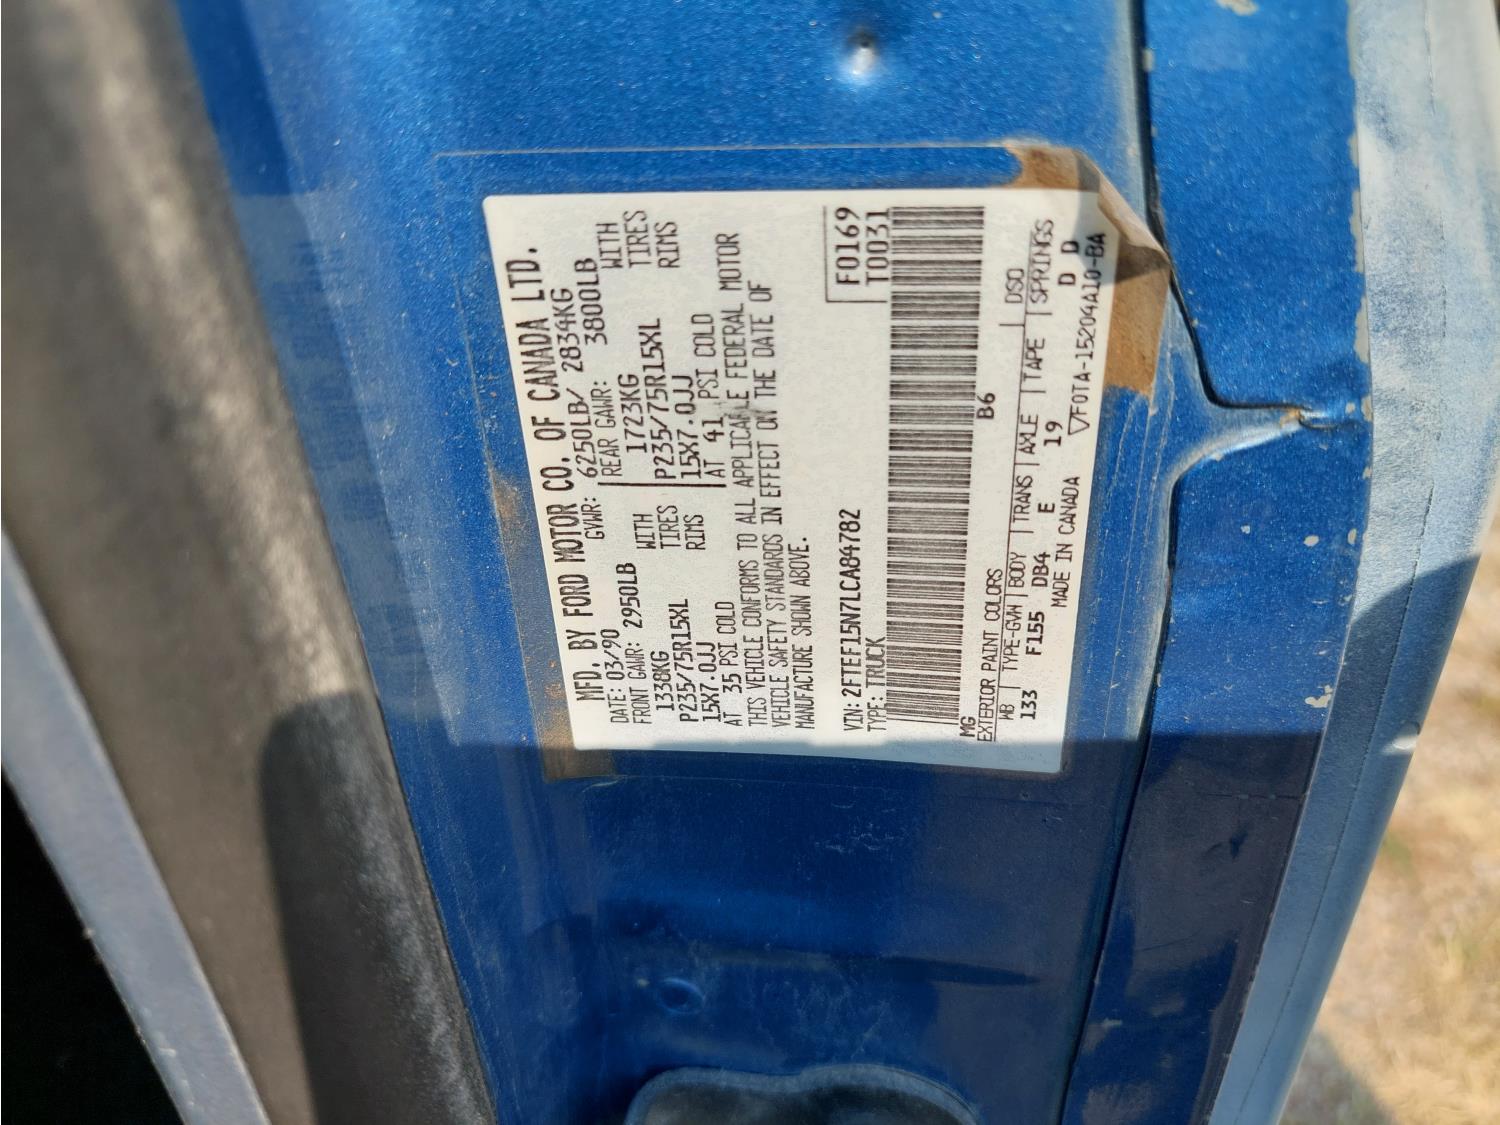 MFD. BY FORD MOTOR CO. OF CANADA LTD.
DATE: 03/90 GVWR: 6250LB/ 2834KG
FRONT GAWR: 2950LB REAR GAWR: 3800LB
1338KG WITH 1723KG WITH
P235/75R15XL TIRES P235/75R15XL TIRES
15X7.0JJ RIMS 15X7.0JJ RIMS
AT 35 PSI COLD AT 41 PSI COLD
THIS VEHICLE CONFORMS TO ALL APPLICABLE FEDERAL MOTOR
VEHICLE SAFETY STANDARDS IN EFFECT ON THE DATE OF
MANUFACTURE SHOWN ABOVE.
F0169
VIN: 2FTEF15N7LCA84782 T0031
TYPE: TRUCK
MG B6
EXTERIOR PAINT COLORS DSO
WB TYPE-GVW BODY TRANS AXLE TAPE SPRINGS
133 F155 DB4 E 19 D D
MADE IN CANADA ▽F0TA-15204A10-BA